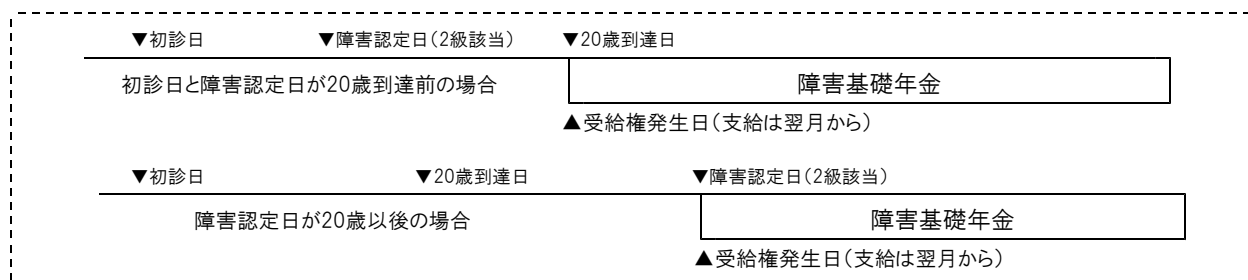 ▼初診日 ▼障害認定日(2級該当) ▼20歳到達日
初診日と障害認定日が20歳到達前の場合 障害基礎年金
▲受給権発生日(支給は翌月から)
▼初診日 ▼20歳到達日 ▼障害認定日(2級該当)
障害認定日が20歳以後の場合 障害基礎年金
▲受給権発生日(支給は翌月から)